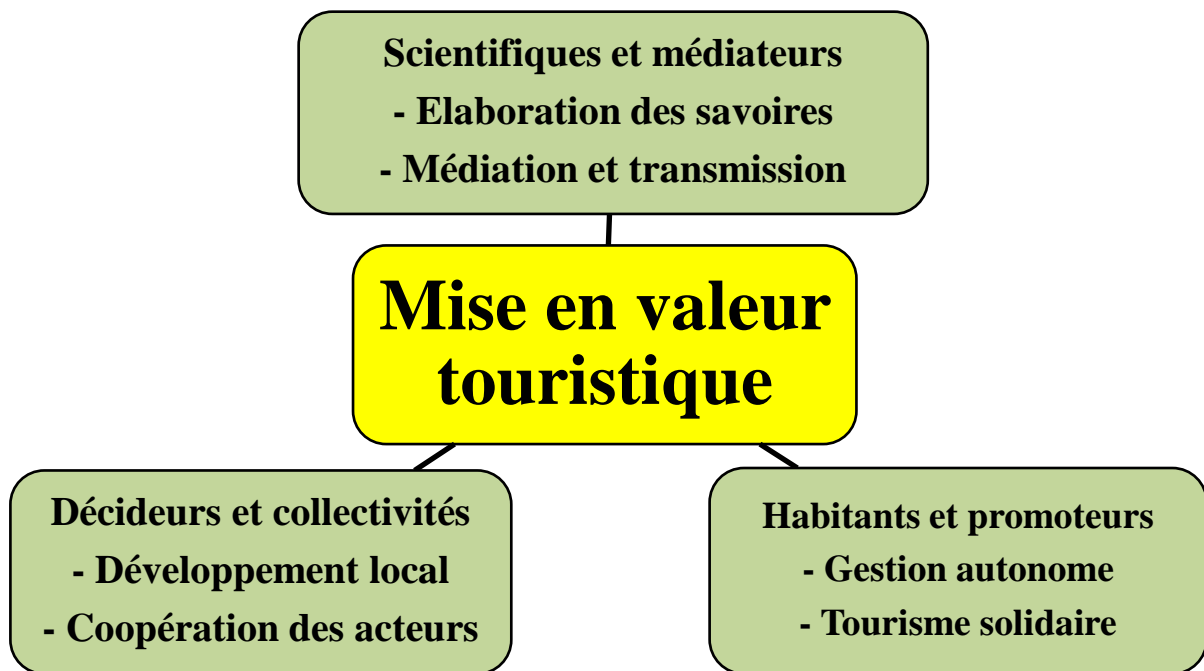 Scientifiques et médiateurs
- Elaboration des savoires
- Médiation et transmission
Mise en valeur
touristique
Décideurs et collectivités
- Développement local
- Coopération des acteurs
Habitants et promoteurs
- Gestion autonome
- Tourisme solidaire